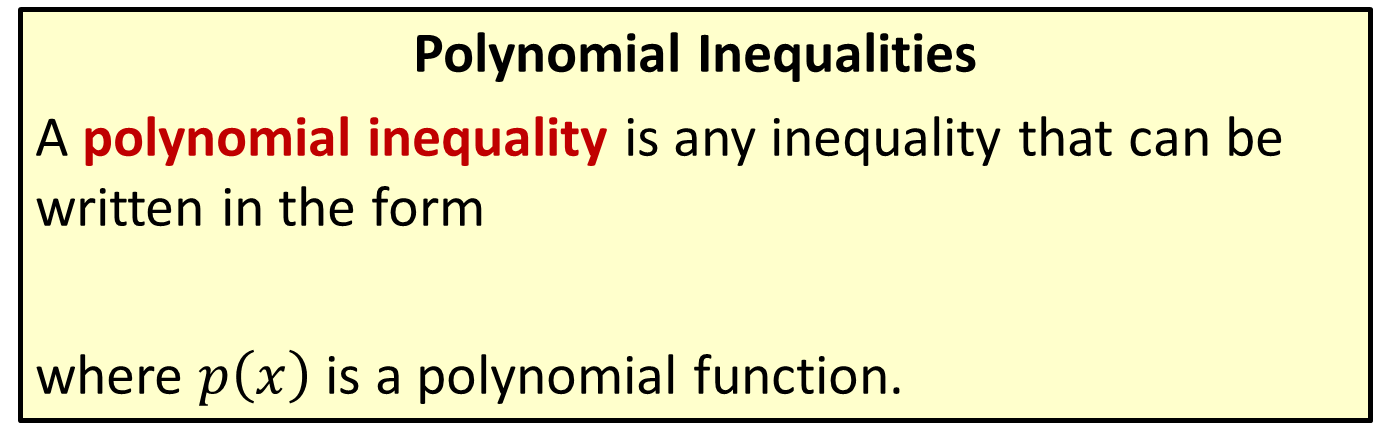 Polynomial Inequalities
A polynomial inequality is any inequality that can be
written in the form
where p(x) is a polynomial function.